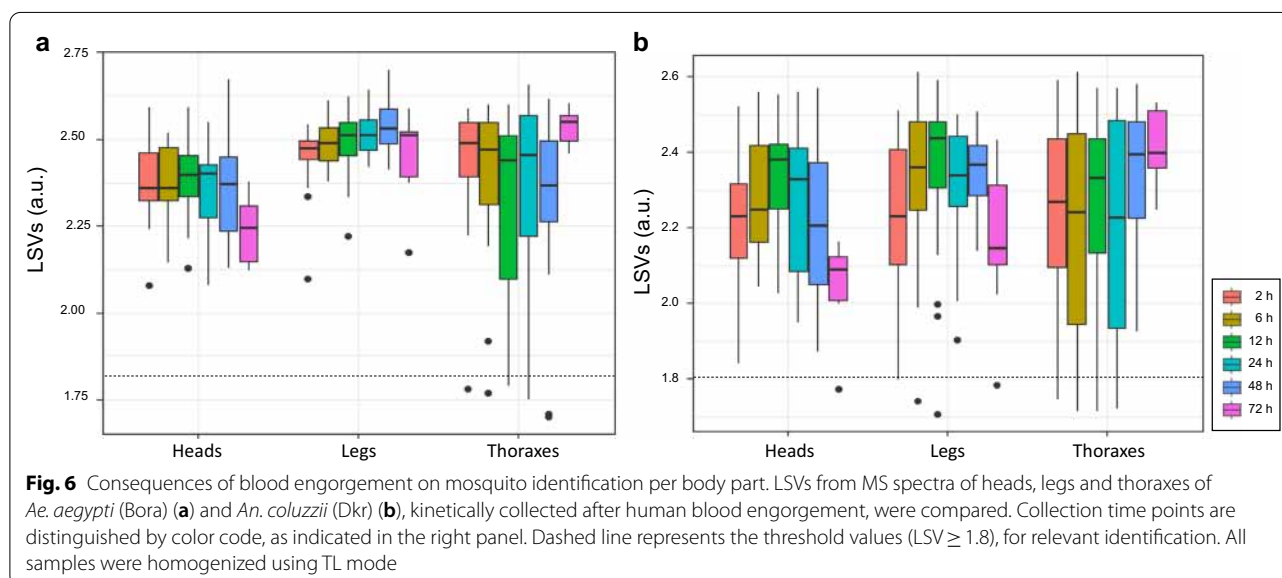 a
2.75
2.50
2.25
2.00
1.75
LSVs (a.u.)
Heads
Legs
Thoraxes
b
2.6
2.4
2.2
2.0
1.8
LSVs (a.u.)
Heads
Legs
Thoraxes
2 h
6 h
12 h
24 h
48 h
72 h
Fig. 6 Consequences of blood engorgement on mosquito identification per body part. LSVs from MS spectra of heads, legs and thoraxes of
Ae. aegypti (Bora) (a) and An. coluzzii (Dkr) (b), kinetically collected after human blood engorgement, were compared. Collection time points are
distinguished by color code, as indicated in the right panel. Dashed line represents the threshold values (LSV ≥ 1.8), for relevant identification. All
samples were homogenized using TL mode